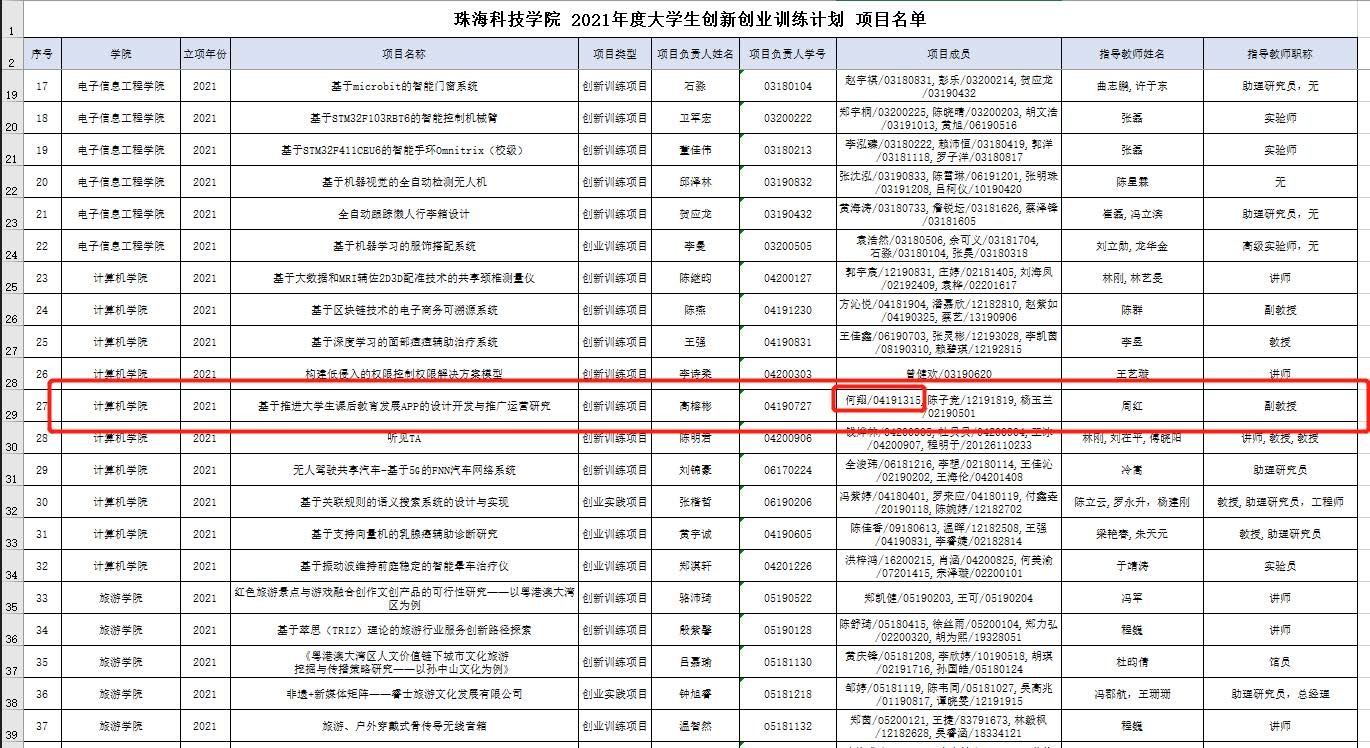 1 珠海科技学院 2021年度大学生创新创业训练计划 项目名单
2 序号 学院 立项年份 项目名称 项目类型 项目负责人姓名 项目负责人学号 项目成员 指导教师姓名 指导教师职称
19 17 电子信息工程学院 2021 基于microbit的智能门窗系统 创新训练项目 石淼 03180104 赵宇祺/03180831, 彭乐/03200214, 贺应龙/03190432 曲志鹏, 许于东 助理研究员, 无
20 18 电子信息工程学院 2021 基于STM32F103RBT6的智能控制机械臂 创新训练项目 卫军宏 03200222 郑宇桐/03200225, 陈晓晴/03200203, 胡文浩/03191013, 黄旭/06190516 张磊 实验师
21 19 电子信息工程学院 2021 基于STM32F411CEU6的智能手环Omnitrix（校级） 创新训练项目 董佳伟 03180213 李泓臻/03180222, 赖沛恒/03180419, 郭洋/03181118, 罗子洋/03180817 张磊 实验师
22 20 电子信息工程学院 2021 基于机器视觉的全自动检测无人机 创新训练项目 邱泽林 03190832 张沈泓/03190833, 陈雪琳/06191201, 张明珠/03191208, 吕柯仪/10190420 陈星霖 无
23 21 电子信息工程学院 2021 全自动跟踪懒人行李箱设计 创新训练项目 贺应龙 03190432 黄海涛/03180733, 詹锐坛/03181626, 蔡泽锋/03181605 崔磊, 冯立滨 助理研究员, 无
24 22 电子信息工程学院 2021 基于机器学习的服饰搭配系统 创业训练项目 李曼 03200505 袁浩然/03180506, 余可义/03181704, 石淼/03180104, 张昊/03180318 刘立勋, 龙华金 高级实验师, 无
25 23 计算机学院 2021 基于大数据和MRI辅佐2D3D配准技术的共享颈椎测量仪 创新训练项目 陈继昀 04200127 郭宇宸/12190831, 庄婷/02181405, 刘海凤/02192409, 袁桦/02201617 林刚, 林艺旻 讲师
26 24 计算机学院 2021 基于区块链技术的电子商务可溯源系统 创新训练项目 陈燕 04191230 方沁悦/04181904, 潘嘉欣/12182810, 赵紫如/04190325, 蔡艺/13190906 陈群 副教授
27 25 计算机学院 2021 基于深度学习的面部痘痘辅助治疗系统 创新训练项目 王强 04190831 王佳鑫/06190703, 张灵彬/12193028, 李凯茵/08190310, 赖碧琪/12192815 李昱 教授
28 26 计算机学院 2021 构建低侵入的权限控制权限解决方案模型 创新训练项目 李诗燊 04200303 曾健欢/03190620 王艺璇 讲师
29 27 计算机学院 2021 基于推进大学生课后教育发展APP的设计开发与推广运营研究 创新训练项目 高榕彬 04190727 何翔/04191315, 陈子竞/12191819, 杨玉兰/02190501 周红 副教授
30 28 计算机学院 2021 听见TA 创新训练项目 陈明君 04200906 /04200907, 程明于/20126110233 林刚, 刘在平, 傅晓阳 讲师, 教授, 教授
31 29 计算机学院 2021 无人驾驶共享汽车-基于5G的FNN汽车网络系统 创新训练项目 刘锦豪 06170224 全浚玮/06181216, 李想/02180114, 王佳沁/02190202, 王海伦/04201408 冷嵩 助理研究员
32 30 计算机学院 2021 基于关联规则的语义搜索系统的设计与实现 创业实践项目 张楷哲 06190206 冯紫婷/04180401, 罗来应/04180119, 付鑫垚/20190118, 陈婉婷/12182702 陈立云, 罗永升, 杨建刚 教授, 助理研究员, 工程师
33 31 计算机学院 2021 基于支持向量机的乳腺癌辅助诊断研究 创业训练项目 黄宇诚 04190605 陈佳香/09180613, 温晖/12182508, 王强/04190831, 李睿婕/02182814 梁艳春, 朱天元 教授, 助理研究员
34 32 计算机学院 2021 基于振动波维持前庭稳定的智能晕车治疗仪 创业训练项目 郑淇轩 04201226 洪梓鸿/16200215, 肖涵/04200825, 何美渝/07201415, 宗泽璇/02200101 于靖涛 实验员
35 33 旅游学院 2021 红色旅游景点与游戏融合创作文创产品的可行性研究——以粤港澳大湾区为例 创新训练项目 骆沛琦 05190522 郑凯健/05190203, 王可/05190204 冯军 讲师
36 34 旅游学院 2021 基于萃思（TRIZ）理论的旅游行业服务创新路径探索 创新训练项目 殷紫馨 05190128 陈舒琦/05180415, 徐丝雨/05200104, 郑力弘/02200320, 胡为熙/19328051 程巍 讲师
37 35 旅游学院 2021 《粤港澳大湾区人文价值链下城市文化旅游挖掘与传播策略研究——以孙中山文化为例》 创新训练项目 吕嘉瑜 05181130 黄庆锋/05181208, 李欣婷/10190518, 胡琪/02191716, 孙国皓/05180124 杜昀倩 馆员
38 36 旅游学院 2021 非遗+新媒体矩阵——睿士旅游文化发展有限公司 创业实践项目 钟旭睿 05181218 邹婷/05181119, 陈韦同/05181027, 吴高兆/01190817, 谭晓雯/12191915 冯郡航, 王珊珊 助理研究员, 总经理
39 37 旅游学院 2021 旅游、户外穿戴式骨传导无线音箱 创业训练项目 温智然 05181132 郑茵/05200121, 王捷/83791673, 林毅枫/12182628, 吴睿涵/18334121 程巍 讲师